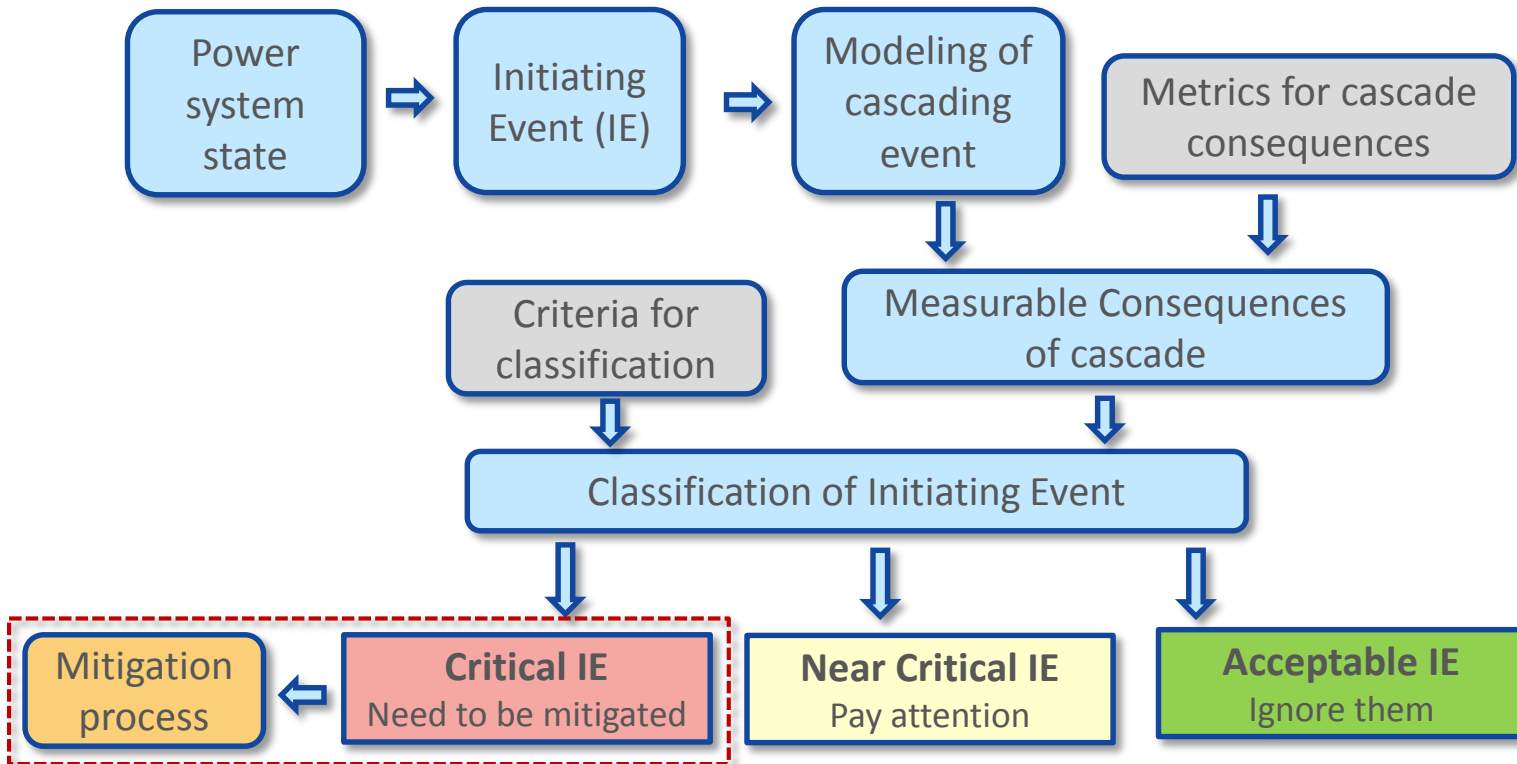 Power
system
state
Initiating
Event (IE)
Modeling of
cascading
event
Metrics for cascade
consequences
Criteria for
classification
Measurable Consequences
of cascade
Classification of Initiating Event
Mitigation
process
Critical IE
Need to be mitigated
Near Critical IE
Pay attention
Acceptable IE
Ignore them